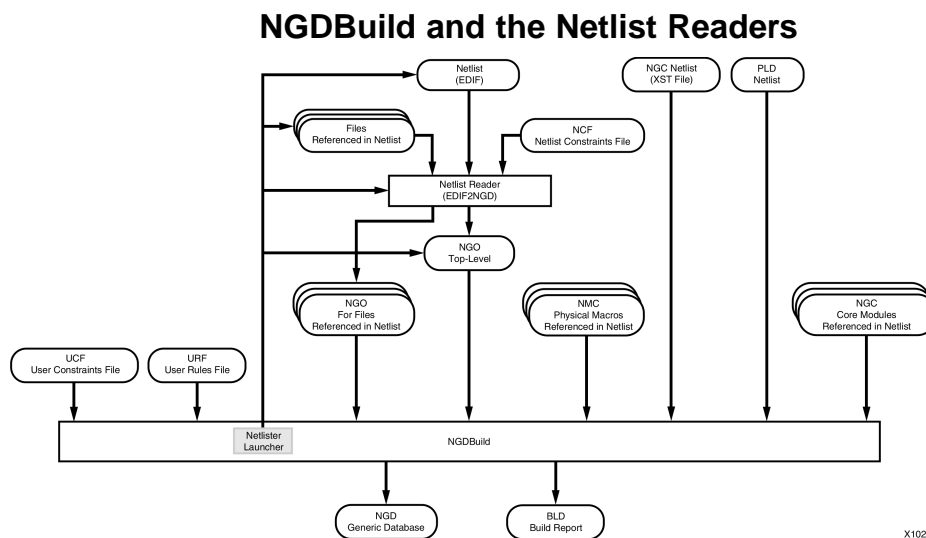 NGDBuild and the Netlist Readers
Netlist
(EDIF)
NGC Netlist
(XST File)
PLD
Netlist
Files
Referenced in Netlist
NCF
Netlist Constraints File
Netlist Reader
(EDIF2NGD)
NGO
Top-Level
NGO
For Files
Referenced in Netlist
NMC
Physical Macros
Referenced in Netlist
NGC
Core Modules
Referenced in Netlist
UCF
User Constraints File
URF
User Rules File
Netlister
Launcher
NGDBuild
NGD
Generic Database
BLD
Build Report
X102